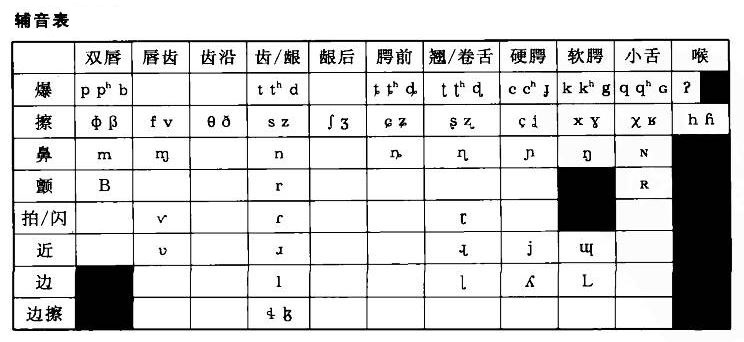 辅音表
双唇 唇齿 齿沿 齿/龈 龈后 腭前 翘/卷舌 硬腭 软腭 小舌 喉
爆 p pʰ b t tʰ d ȶ ȶʰ ȡ ʈ ʈʰ ɖ c cʰ ɟ k kʰ g q qʰ ɢ ʔ
擦 ɸ β f v θ ð s z ʃ ʒ ɕ ʑ ʂ ʐ ç ʝ x ɣ χ ʁ h ɦ
鼻 m ɱ n ȵ ɳ ɲ ŋ ɴ
颤 B r ʀ
拍/闪 ⱱ ɾ ɽ
近 ʋ ɹ ɻ j ɰ
边 l ɭ ʎ L
边擦 ɬ ɮ